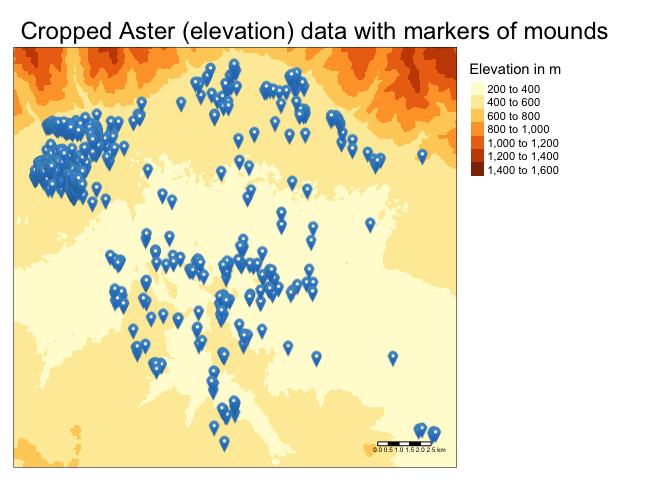 Cropped Aster (elevation) data with markers of mounds
Elevation in m
200 to 400
400 to 600
600 to 800
800 to 1,000
1,000 to 1,200
1,200 to 1,400
1,400 to 1,600
0.0 0.5 1.0 1.5 2.0 2.5 km